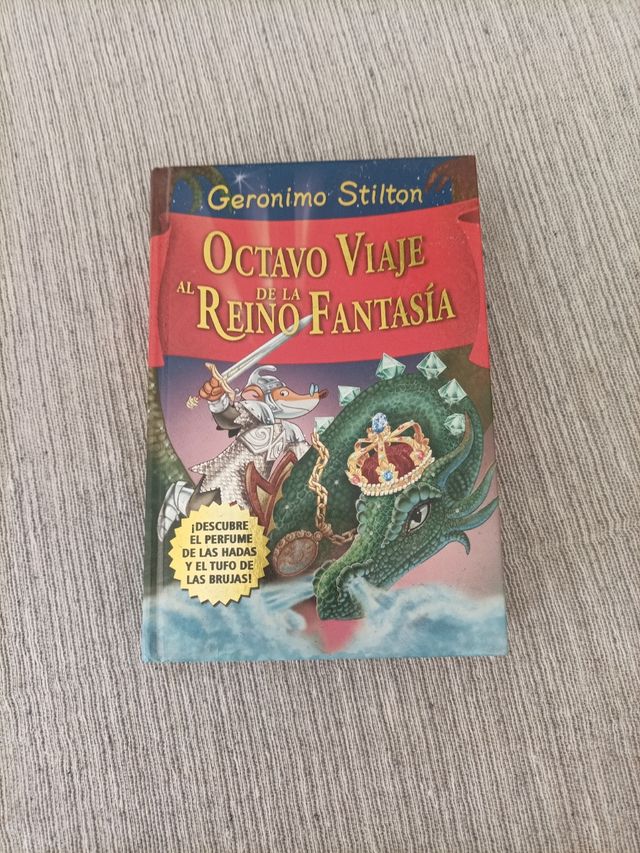 Geronimo Stilton
OCTAVO VIAJE
AL REINO DE LA FANTASÍA
¡DESCUBRE
EL PERFUME
DE LAS HADAS
Y EL TUFO DE
LAS BRUJAS!